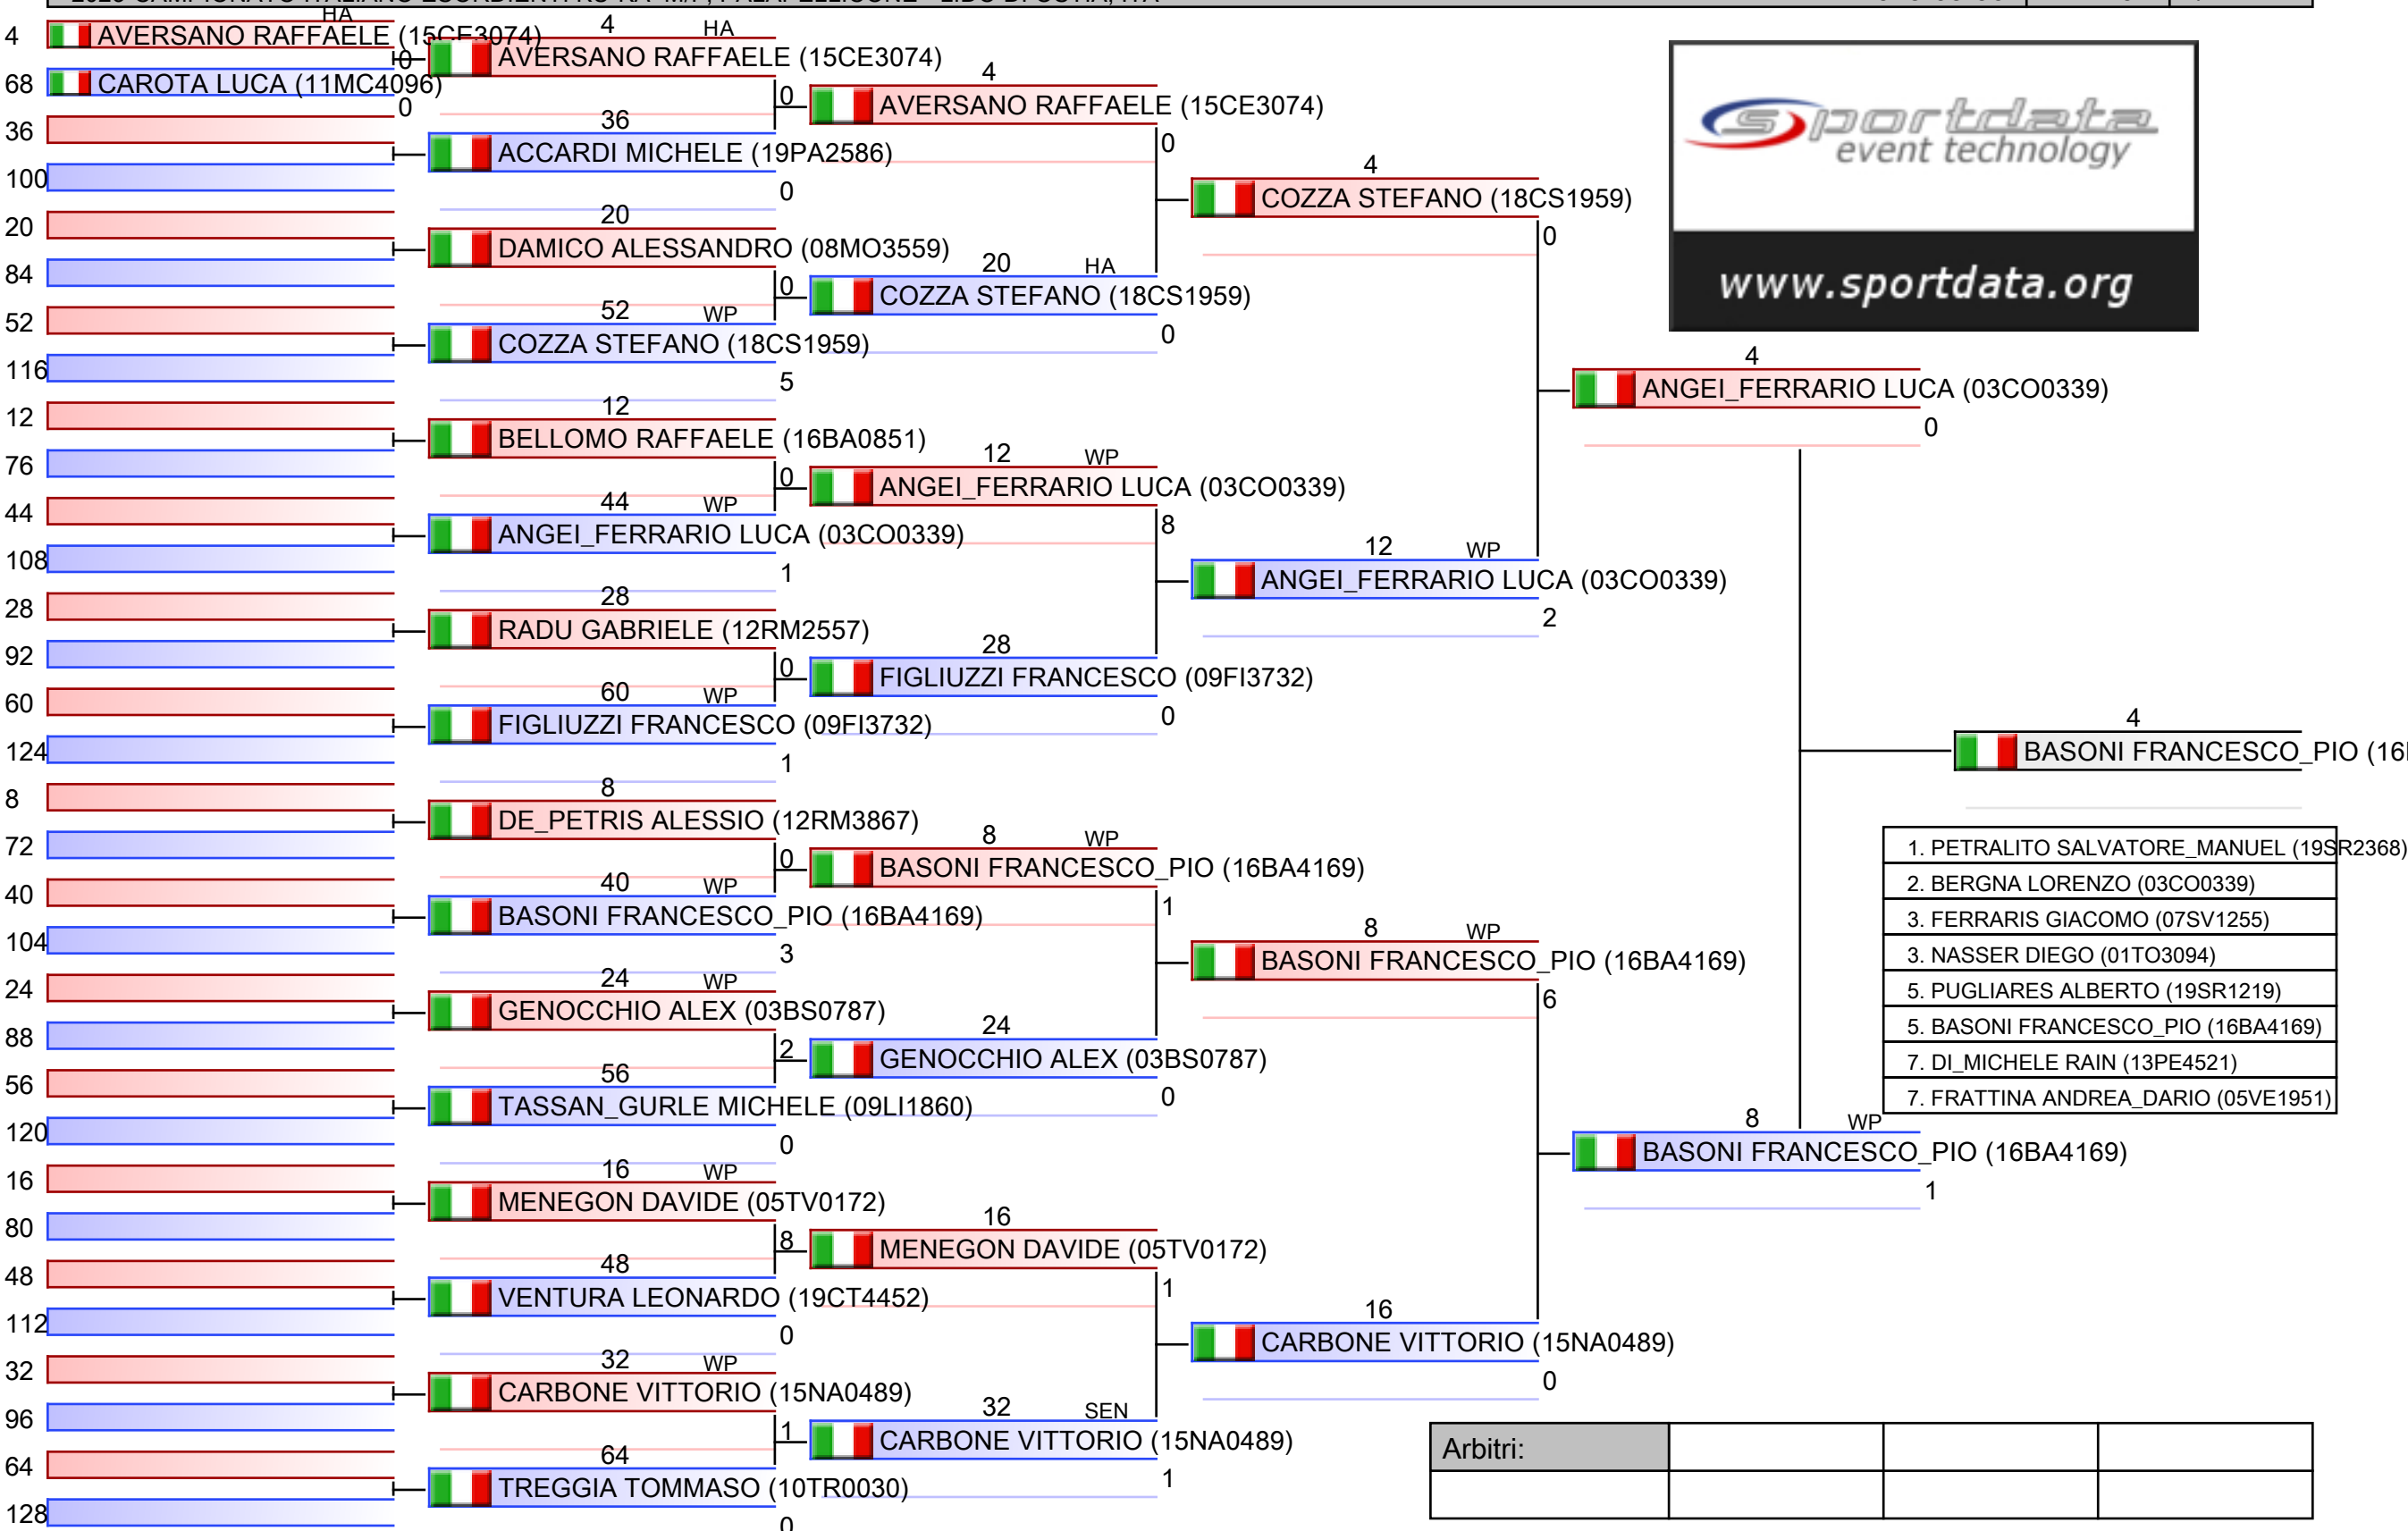 HA
4 AVERSANO RAFFAELE (15CE3074)
0
68 CAROTA LUCA (11MC4096)
0
36
100
20
84
52
116
12
76
44
108
28
92
60
124
8
72
40
104
24
88
56
120
16
80
48
112
32
96
64
128
4 HA
AVERSANO RAFFAELE (15CE3074)
0
36
ACCARDI MICHELE (19PA2586)
0
20
DAMICO ALESSANDRO (08MO3559)
0
52 WP
COZZA STEFANO (18CS1959)
5
12
BELLOMO RAFFAELE (16BA0851)
0
44 WP
ANGEI_FERRARIO LUCA (03CO0339)
1
28
RADU GABRIELE (12RM2557)
0
60 WP
FIGLIUZZI FRANCESCO (09FI3732)
1
8
DE_PETRIS ALESSIO (12RM3867)
0
40 WP
BASONI FRANCESCO_PIO (16BA4169)
3
24 WP
GENOCCHIO ALEX (03BS0787)
2
56
TASSAN_GURLE MICHELE (09LI1860)
0
16 WP
MENEGON DAVIDE (05TV0172)
8
48
VENTURA LEONARDO (19CT4452)
0
32 WP
CARBONE VITTORIO (15NA0489)
1
64
TREGGIA TOMMASO (10TR0030)
0
4
AVERSANO RAFFAELE (15CE3074)
0
20 HA
COZZA STEFANO (18CS1959)
0
12 WP
ANGEI_FERRARIO LUCA (03CO0339)
8
28
FIGLIUZZI FRANCESCO (09FI3732)
0
8 WP
BASONI FRANCESCO_PIO (16BA4169)
1
24
GENOCCHIO ALEX (03BS0787)
0
16
MENEGON DAVIDE (05TV0172)
1
32 SEN
CARBONE VITTORIO (15NA0489)
1
4
COZZA STEFANO (18CS1959)
0
12 WP
ANGEI_FERRARIO LUCA (03CO0339)
2
8 WP
BASONI FRANCESCO_PIO (16BA4169)
6
16
CARBONE VITTORIO (15NA0489)
0
sportdata
event technology
www.sportdata.org
4
ANGEI_FERRARIO LUCA (03CO0339)
0
8 WP
BASONI FRANCESCO_PIO (16BA4169)
1
4
BASONI FRANCESCO_PIO
1. PETRALITO SALVATORE_MANUEL (19SR2368)
2. BERGNA LORENZO (03CO0339)
3. FERRARIS GIACOMO (07SV1255)
3. NASSER DIEGO (01TO3094)
5. PUGLIARES ALBERTO (19SR1219)
5. BASONI FRANCESCO_PIO (16BA4169)
7. DI_MICHELE RAIN (13PE4521)
7. FRATTINA ANDREA_DARIO (05VE1951)
Arbitri: